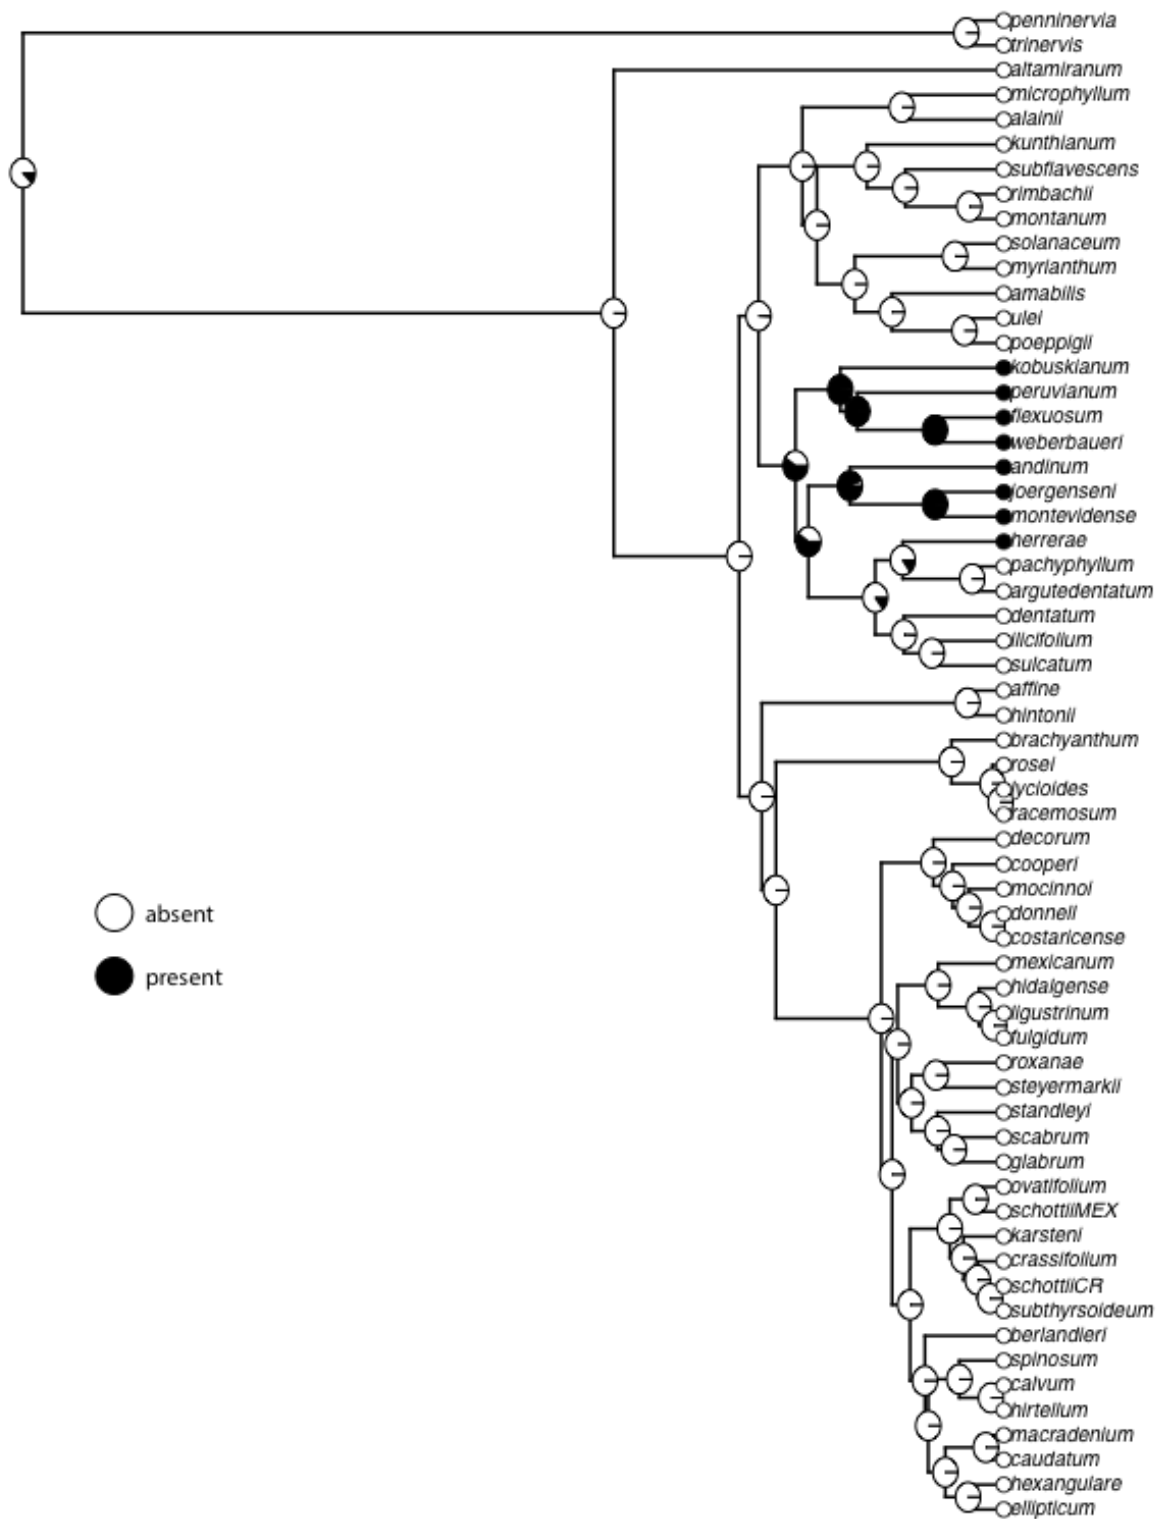 penninervia
trinervis
altamiranum
microphyllum
alainii
kunthianum
subflavescens
rimbachii
montanum
solanaceum
myrianthum
amabilis
ulei
poeppigii
kobuskianum
peruvianum
flexuosum
weberbaueri
andinum
joergenseni
montevidense
herrerae
pachyphyllum
argutedentatum
dentatum
ilicifolium
sulcatum
affine
hintonii
brachyanthum
rosei
lycioides
racemosum
decorum
cooperi
mocinnoi
absent
donnell
costaricense
mexicanum
present
hidalgense
ligustrinum
fulgidum
roxanae
steyermarkii
standleyi
scabrum
glabrum
ovatifolium
schottiiMEX
karsteni
crassifolium
schottiiCR
subthyrsoideum
berlandieri
spinosum
calvum
hirtellum
macradenium
caudatum
hexangulare
ellipticum